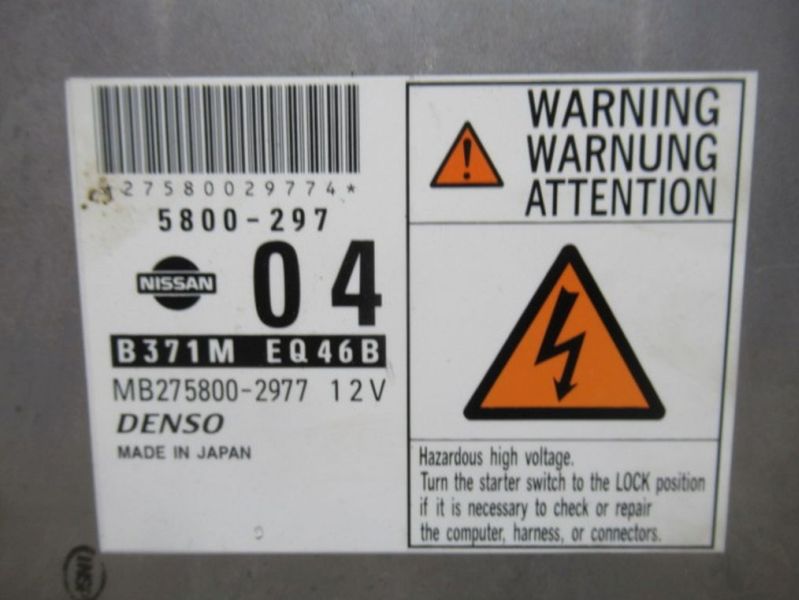 *27580029774*
5800-297
NISSAN
04
B371M EQ46B
MB275800-2977 12V
DENSO
MADE IN JAPAN
WARNING
WARNUNG
ATTENTION
Hazardous high voltage.
Turn the starter switch to the LOCK position
if it is necessary to check or repair
the computer, harness, or connectors.